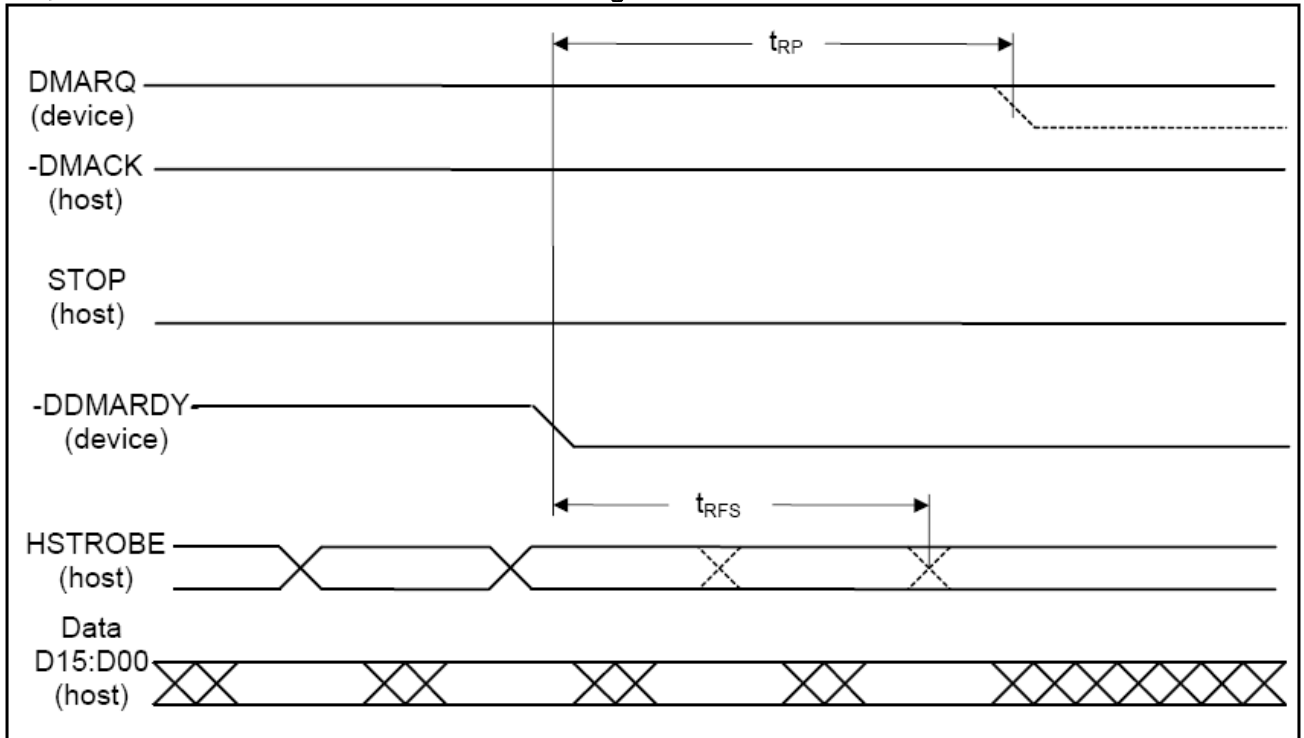 tRP
DMARQ
(device)
-DMACK
(host)
STOP
(host)
-DDMARDY
(device)
tRFS
HSTROBE
(host)
Data
D15:D00
(host)